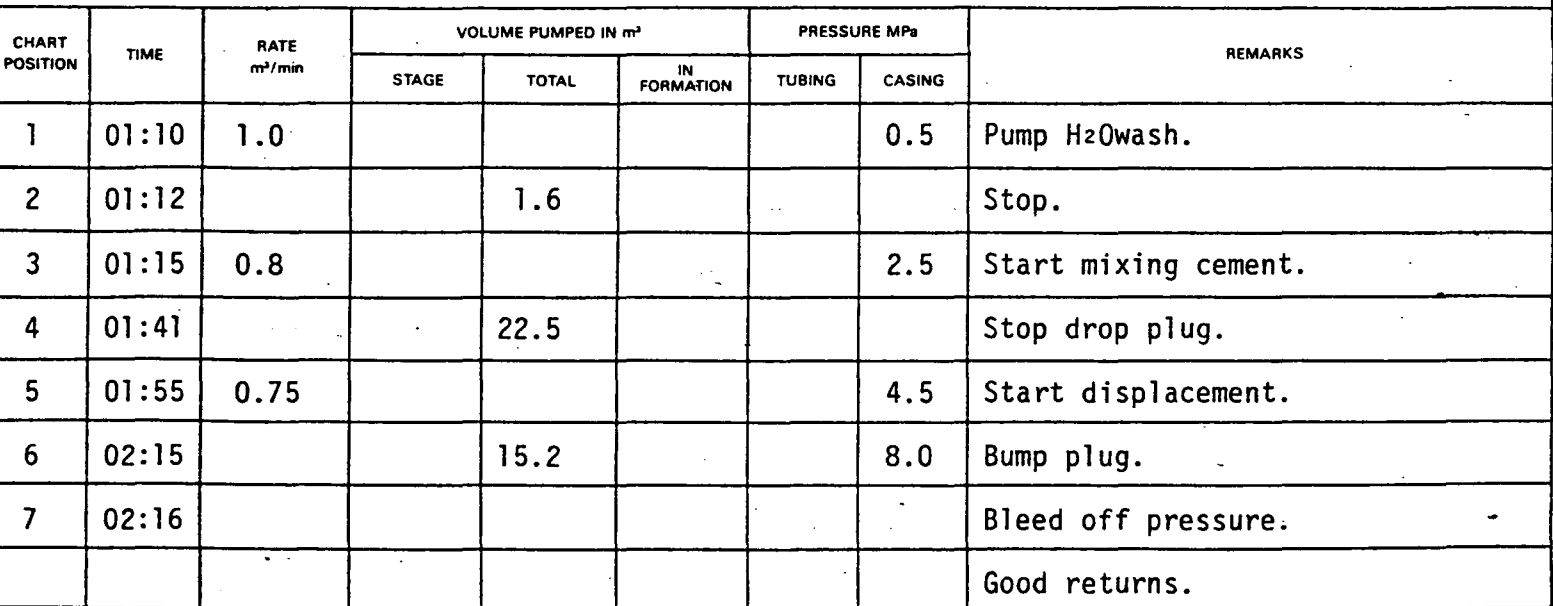 CHART POSITION TIME RATE m³/min VOLUME PUMPED IN m³ PRESSURE MPa REMARKS
STAGE TOTAL IN FORMATION TUBING CASING
1 01:10 1.0 0.5 Pump H2Owash.
2 01:12 1.6 Stop.
3 01:15 0.8 2.5 Start mixing cement.
4 01:41 22.5 Stop drop plug.
5 01:55 0.75 4.5 Start displacement.
6 02:15 15.2 8.0 Bump plug.
7 02:16 Bleed off pressure.
Good returns.